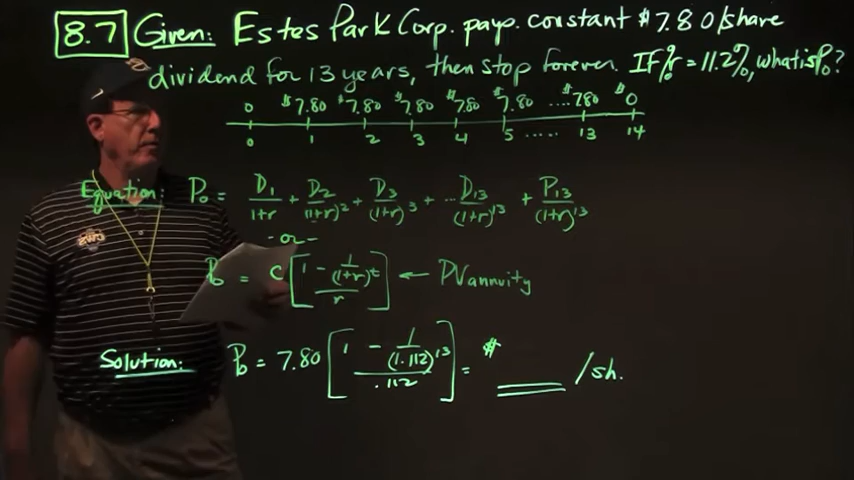 8.7 Given: Estes Park Corp. pays constant $7.80/share
dividend for 13 years, then stop forever. If % r = 11.2%, what is P₀?
0 $7.80 $7.80 $7.80 $7.80 $7.80 .... 780 $0
0 1 2 3 4 5 ..... 13 14
Equation: P₀ = D₁/1+r + D₂/(1+r)² + D₃/(1+r)³ + ... D₁₃/(1+r)¹³ + P₁₃/(1+r)¹³
- or -
P₀ = C [1 - 1/(1+r)ᵗ / r] ← PV annuity
Solution: P₀ = 7.80 [1 - 1/(1.112)¹³ / .112] = $ ____ /sh.